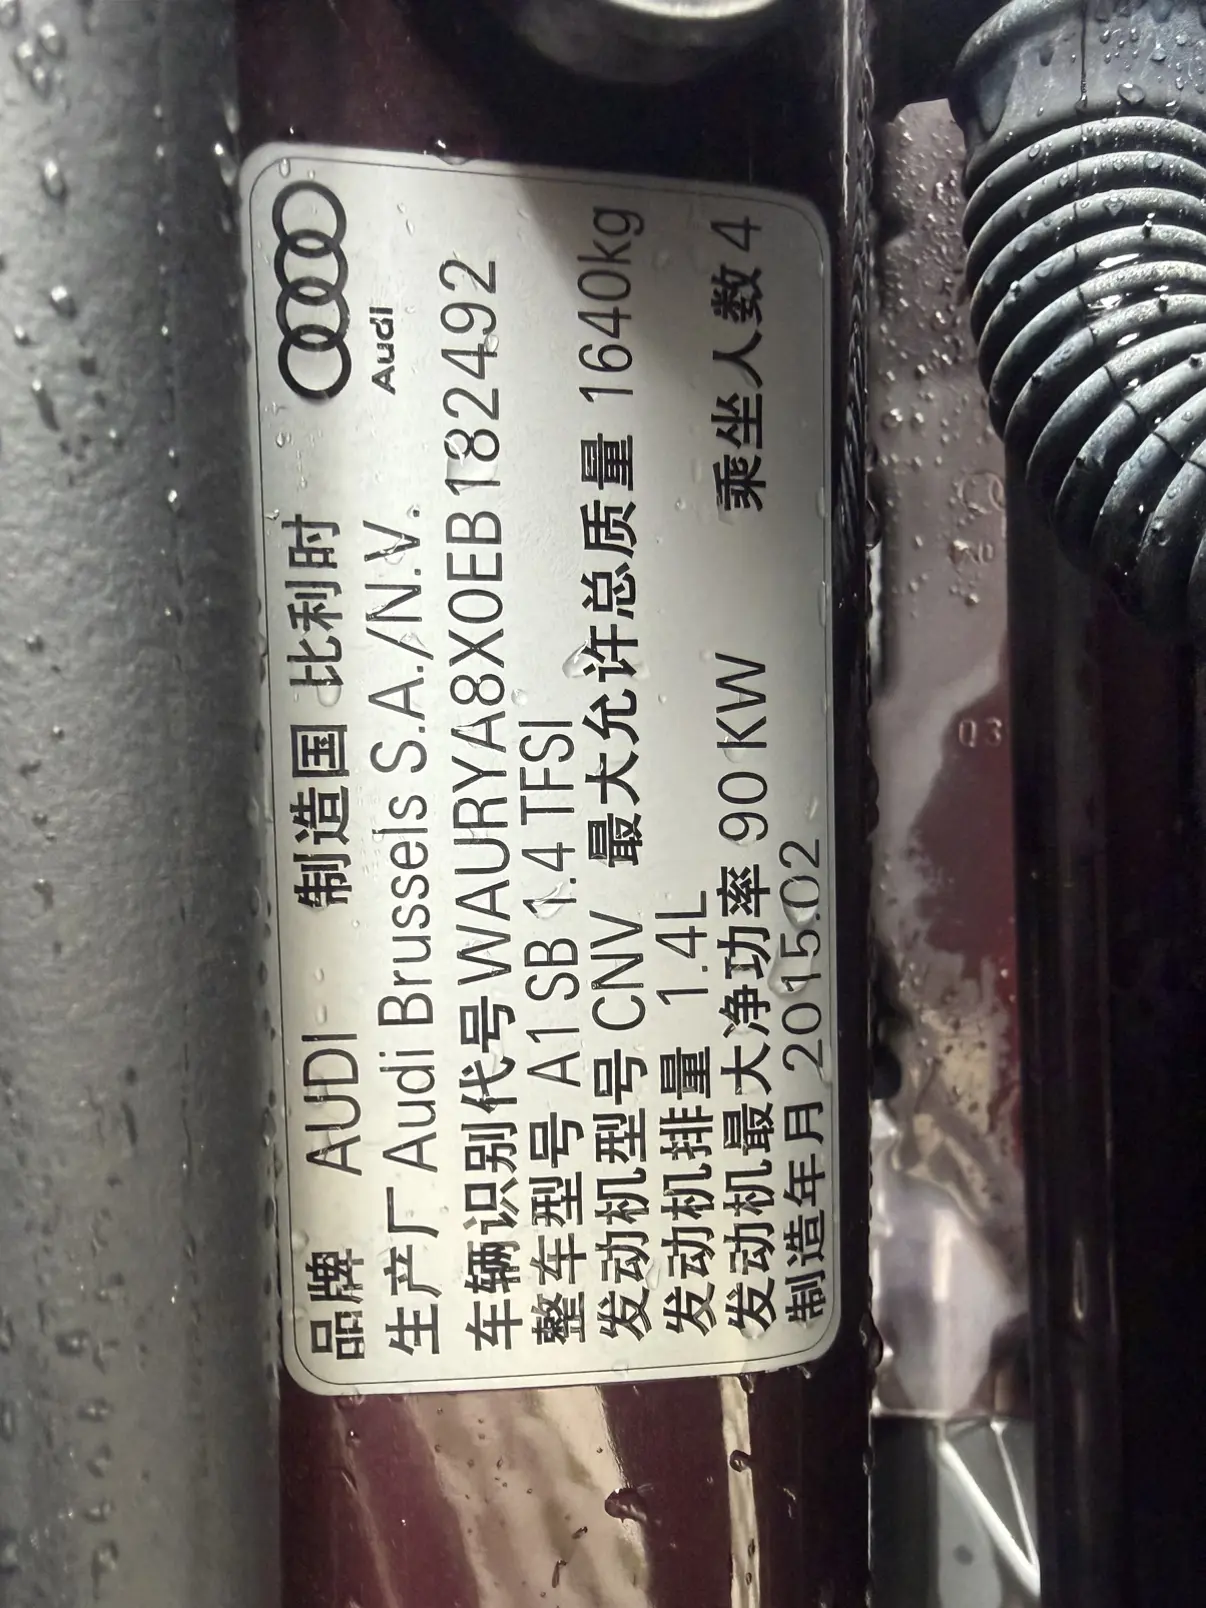 Audi
品牌 AUDI 制造国 比利时
生产厂 Audi Brussels S.A./N.V.
车辆识别代号 WAURYA8X0EB182492
整车型号 A1 SB 1.4 TFSI
发动机型号 CNV 最大允许总质量 1640kg
发动机排量 1.4L
发动机最大净功率 90 KW 乘坐人数 4
制造年月 2015.02
Q3